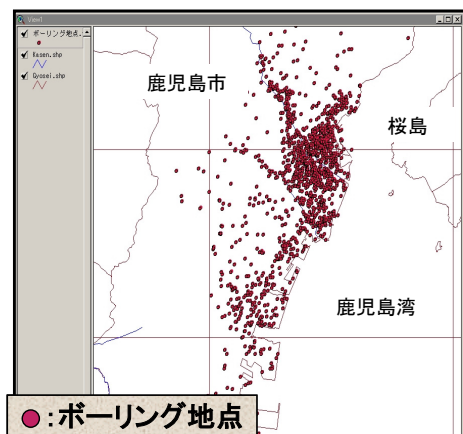 View1
ボーリング地点.
Kasen.shp
Gyosei.shp
鹿児島市
桜島
鹿児島湾
●:ボーリング地点